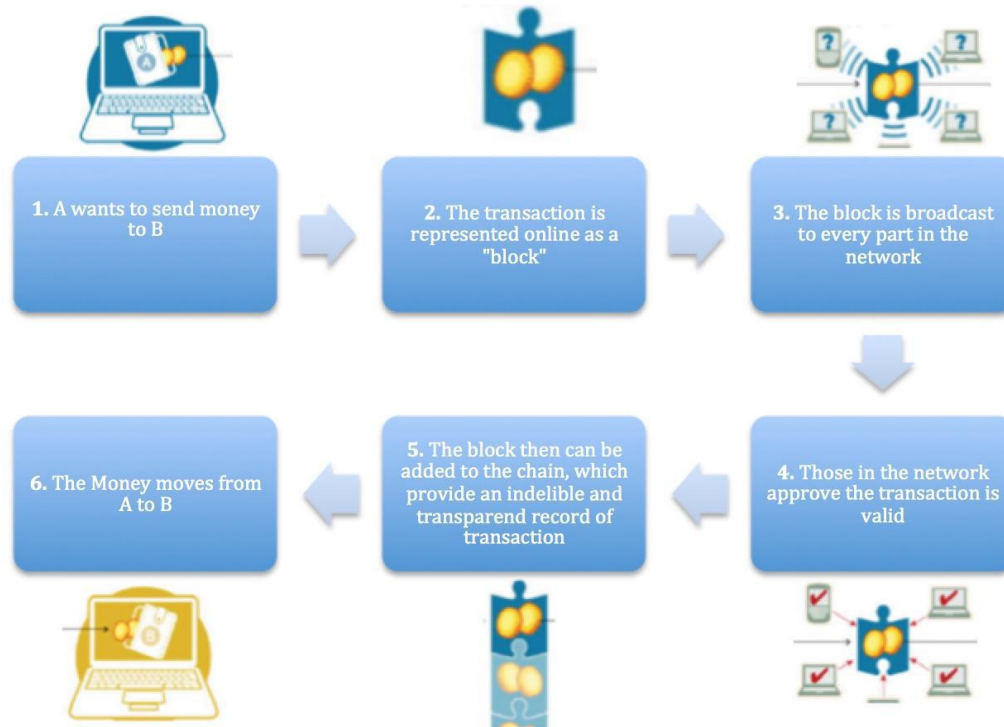 A
?
?
?
?
1. A wants to send money
to B
2. The transaction is
represented online as a
"block"
3. The block is broadcast
to every part in the
network
4. Those in the network
approve the transaction is
valid
5. The block then can be
added to the chain, which
provide an indelible and
transparend record of
transaction
6. The Money moves from
A to B
B